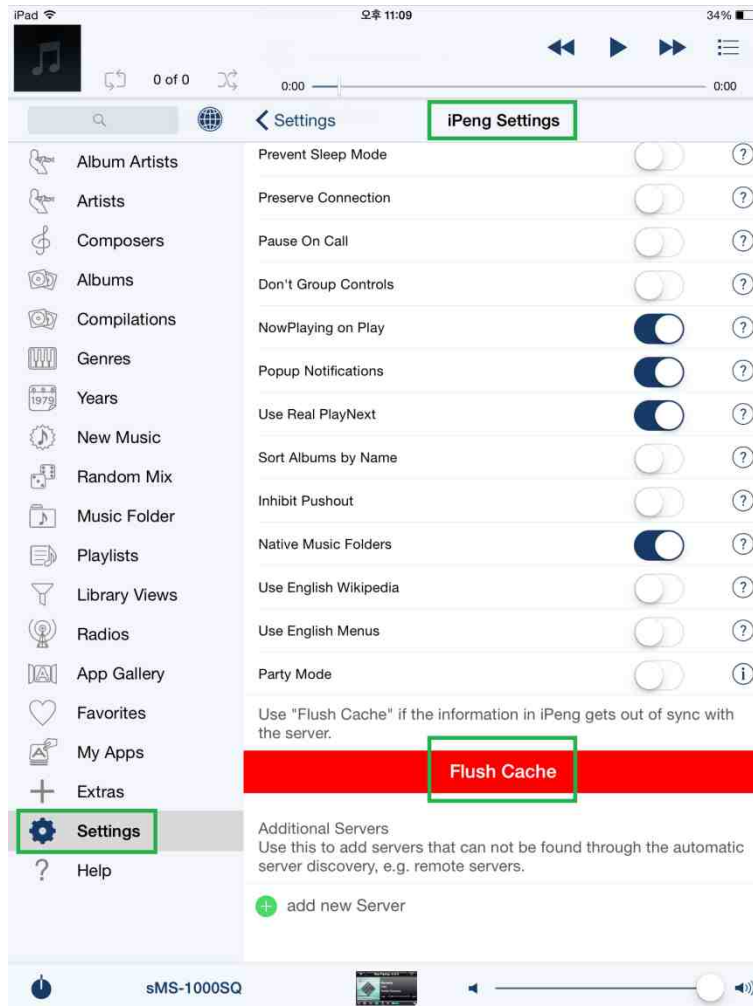 iPad 오후 11:09 34%
0 of 0 0:00 0:00
Settings iPeng Settings
Album Artists
Artists
Composers
Albums
Compilations
Genres
1979 Years
New Music
Random Mix
Music Folder
Playlists
Library Views
Radios
App Gallery
Favorites
My Apps
Extras
Settings
Help
Prevent Sleep Mode ?
Preserve Connection ?
Pause On Call ?
Don't Group Controls ?
NowPlaying on Play ?
Popup Notifications ?
Use Real PlayNext ?
Sort Albums by Name ?
Inhibit Pushout ?
Native Music Folders ?
Use English Wikipedia ?
Use English Menus ?
Party Mode i
Use "Flush Cache" if the information in iPeng gets out of sync with
the server.
Flush Cache
Additional Servers
Use this to add servers that can not be found through the automatic
server discovery, e.g. remote servers.
add new Server
sMS-1000SQ